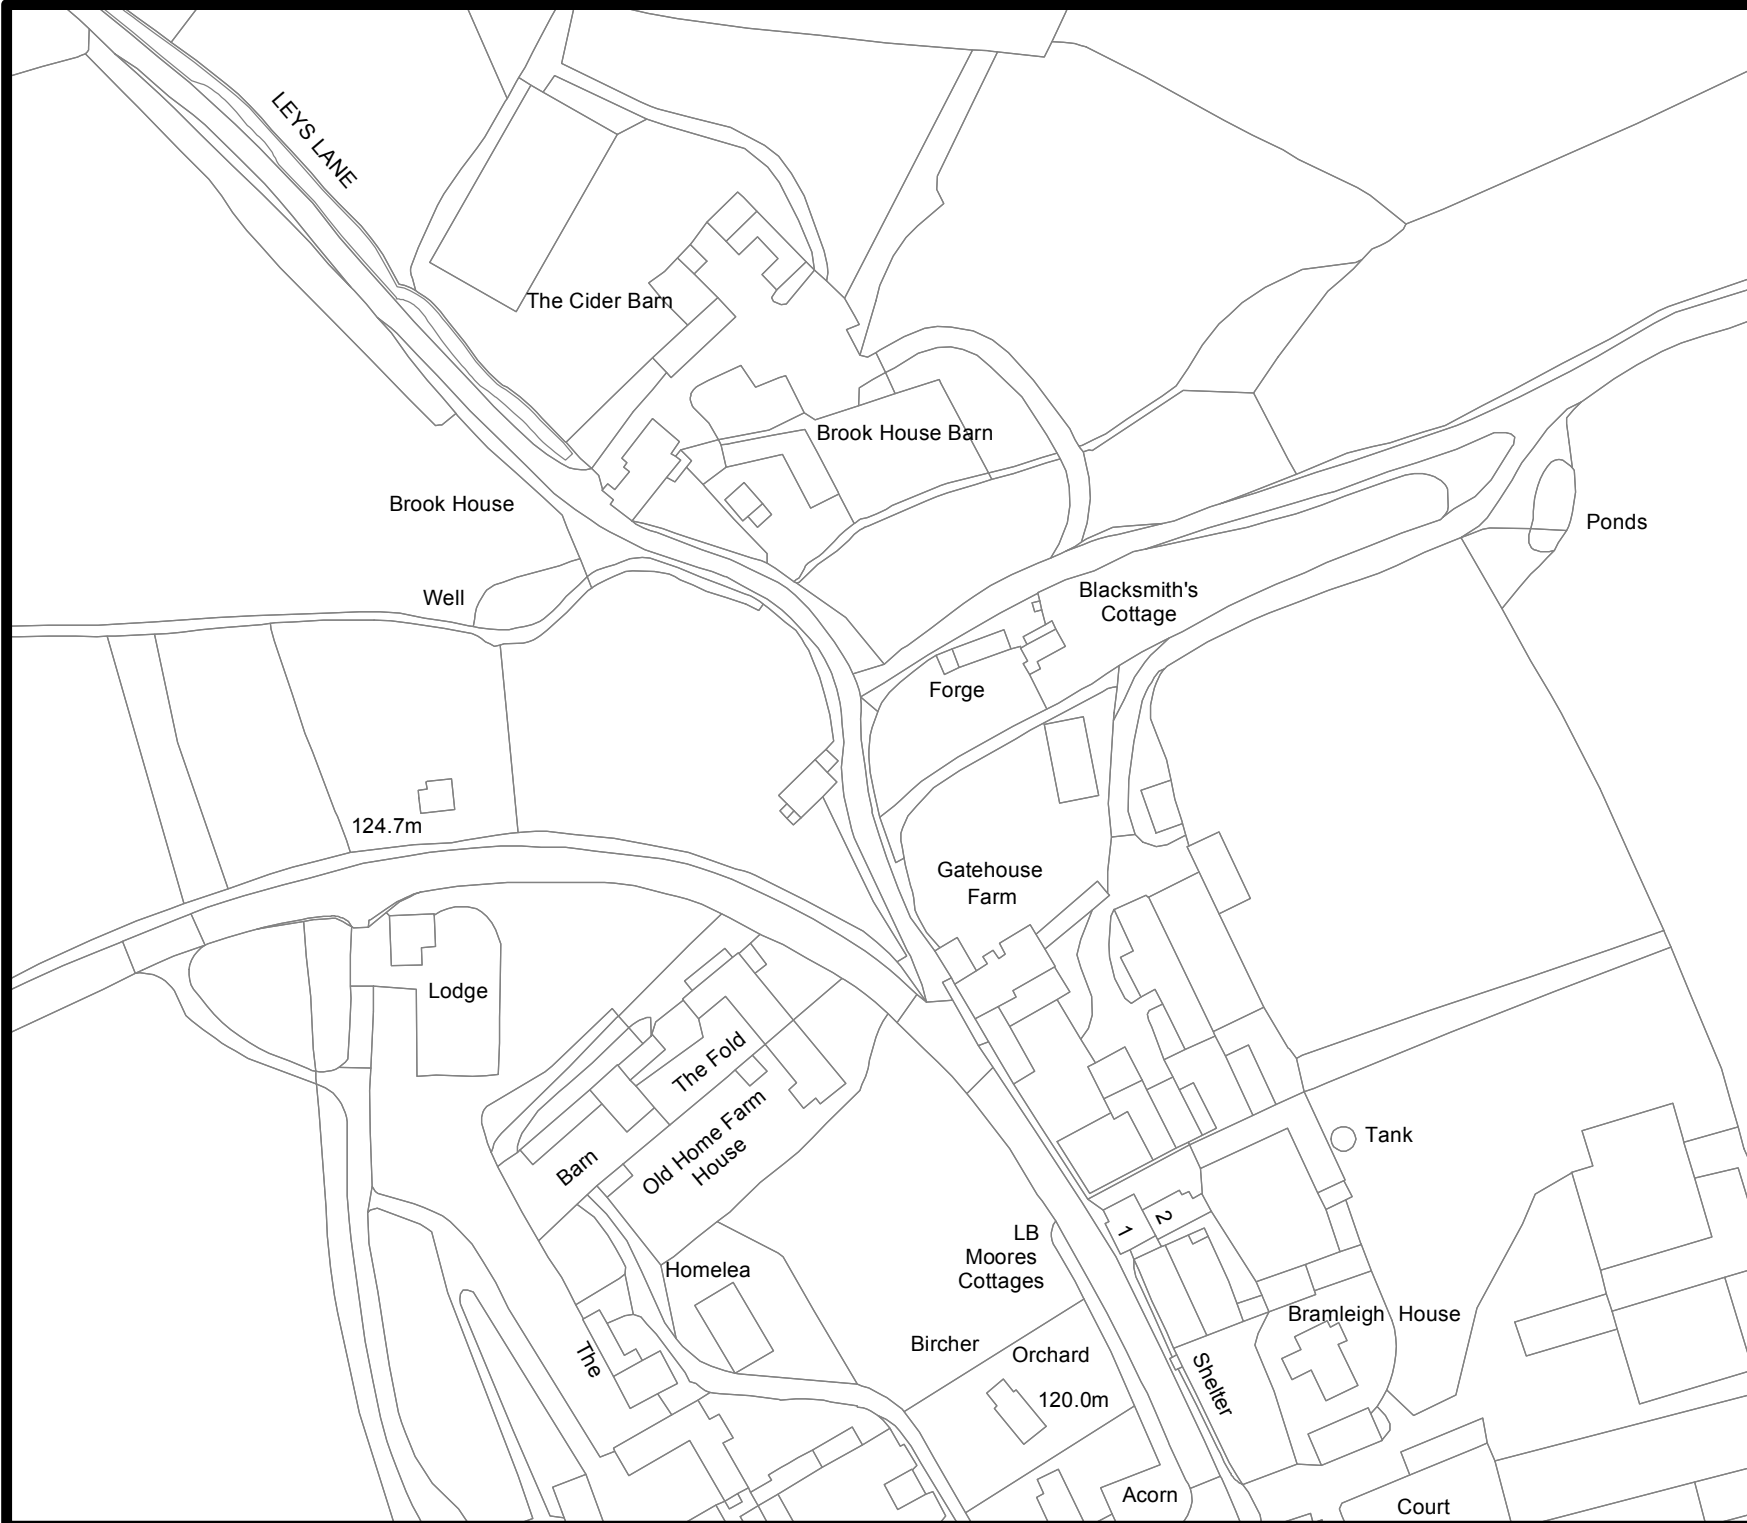 LEYS LANE
The Cider Barn
Brook House Barn
Brook House
Ponds
Well
Blacksmith's
Cottage
Forge
124.7m
Gatehouse
Farm
Lodge
The Fold
Old Home Farm
House
Barn
Tank
1
2
LB
Moores
Cottages
Homelea
Bramleigh House
Bircher
Orchard
The
Shelter
120.0m
Acorn
Court